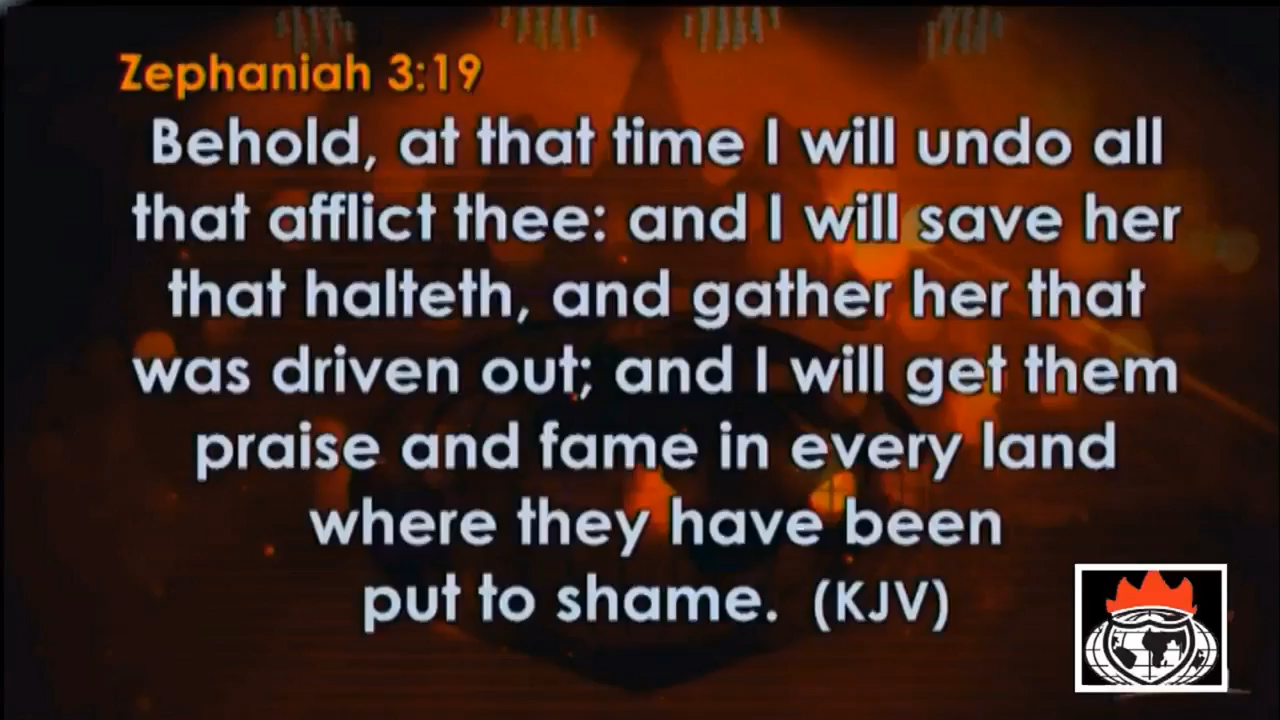 Zephaniah 3:19
Behold, at that time I will undo all
that afflict thee: and I will save her
that halteth, and gather her that
was driven out; and I will get them
praise and fame in every land
where they have been
put to shame. (KJV)